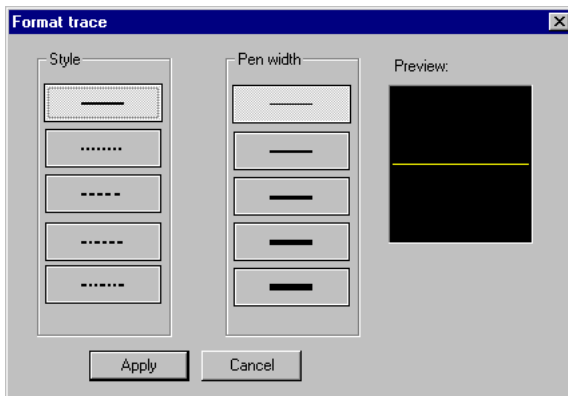 Format trace
Style
Pen width
Preview:
Apply
Cancel